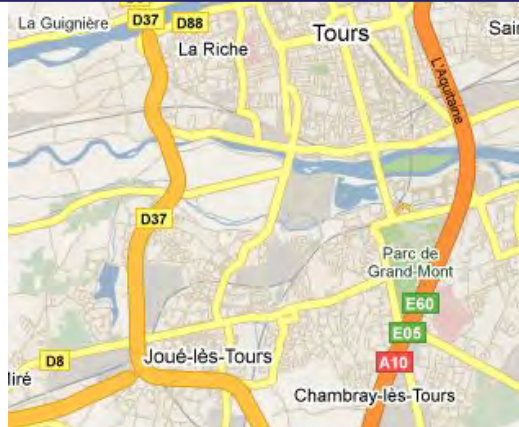 La Guignière
D37
D88
La Riche
Tours
L'Aquitaine
D37
Parc de
Grand-Mont
E60
E05
D8
Joué-lès-Tours
A10
Chambray-lès-Tours